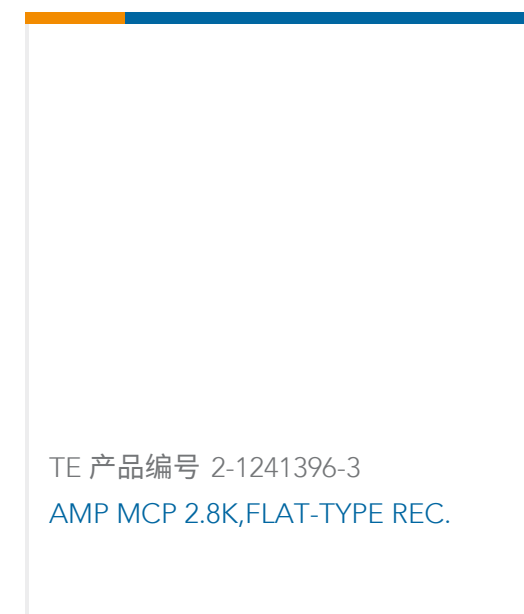 TE 产品编号 2-1241396-3
AMP MCP 2.8K,FLAT-TYPE REC.